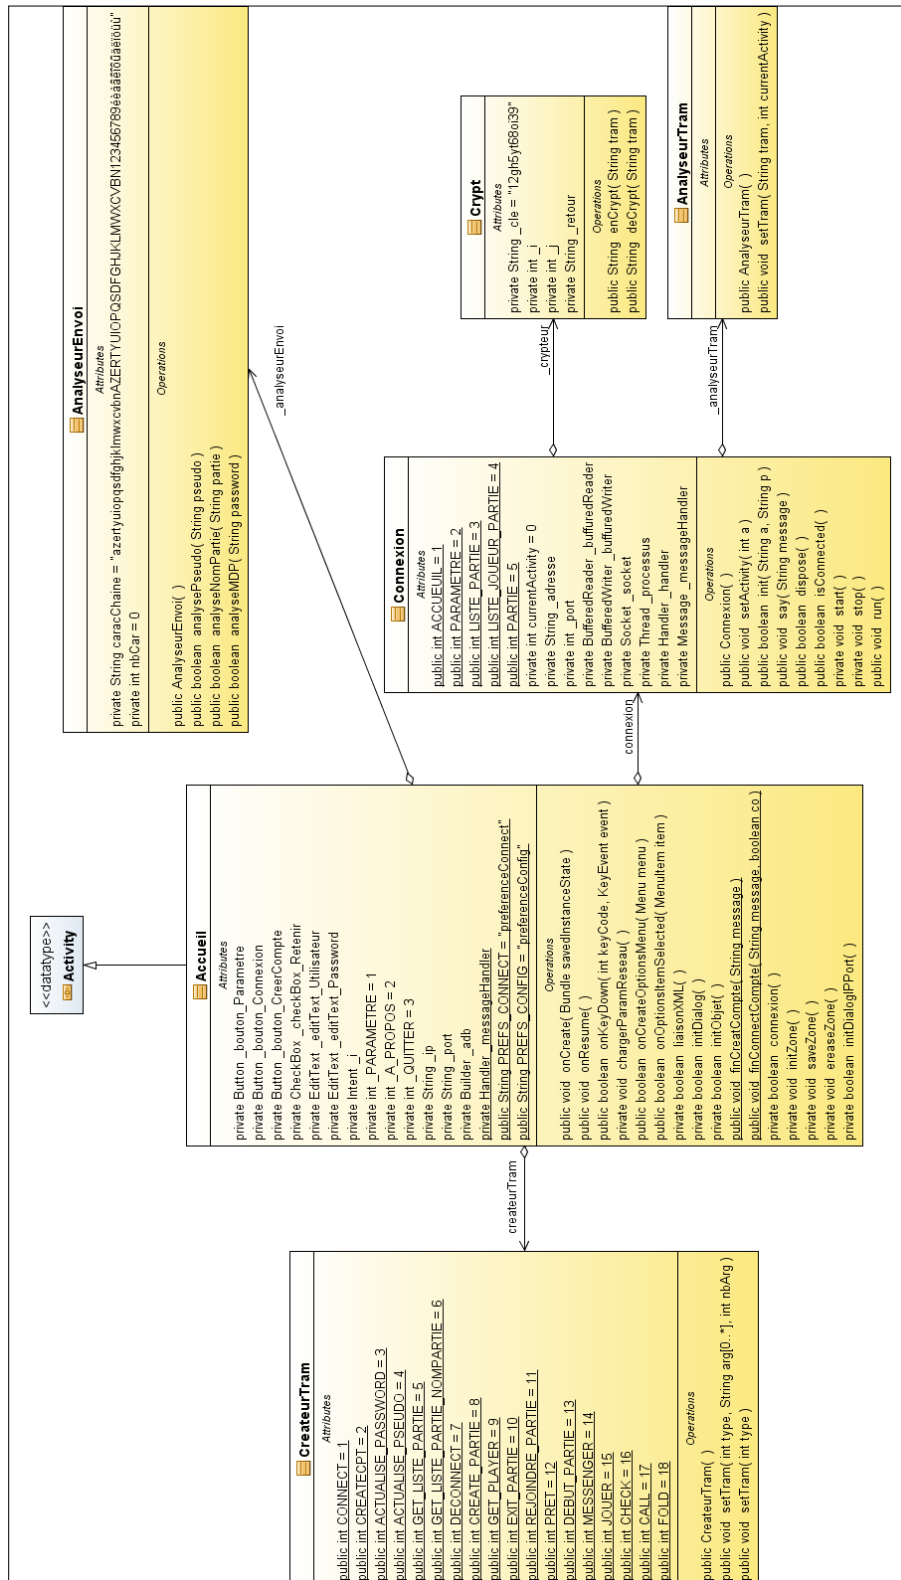 <<datatype>>
Activity
CreateurTram
Attributes
public int CONNECT = 1
public int CREATECPT = 2
public int ACTUALISE_PASSWORD = 3
public int ACTUALISE_PSEUDO = 4
public int GET_LISTE_PARTIE = 5
public int GET_LISTE_PARTIE_NOMPARTIE = 6
public int DECONNECT = 7
public int CREATE_PARTIE = 8
public int GET_PLAYER = 9
public int EXIT_PARTIE = 10
public int REJOINDRE_PARTIE = 11
public int PRET = 12
public int DEBUT_PARTIE = 13
public int MESSENGER = 14
public int JOUER = 15
public int CHECK = 16
public int CALL = 17
public int FOLD = 18
Operations
public CreateurTram( )
public void setTram( int type, String arg[0..*], int nbArg )
public void setTram( int type )
createurTram
Accueil
Attributes
private Button _bouton_Parametre
private Button _bouton_Connexion
private Button _bouton_CreerCompte
private CheckBox _checkBox_Retenir
private EditText _editText_Utilisateur
private EditText _editText_Password
private Intent _i
private int _PARAMETRE = 1
private int _A_PROPOS = 2
private int _QUITTER = 3
private String _ip
private String _port
private Builder _adb
private Handler _messageHandler
public String PREFS_CONNECT = "preferenceConnect"
public String PREFS_CONFIG = "preferenceConfig"
Operations
public void onCreate( Bundle savedInstanceState )
public void onResume( )
public boolean onKeyDown( int keyCode, KeyEvent event )
private void chargerParamReseau( )
public boolean onCreateOptionsMenu( Menu menu )
public boolean onOptionsItemSelected( MenuItem item )
private boolean liaisonXML( )
private boolean initDialog( )
private boolean initObjet( )
public void finCreatCompte( String message )
public void finConnectCompte( String message, boolean co )
private boolean connexion( )
private void initZone( )
private void saveZone( )
private void ereaseZone( )
private boolean initDialogIPPort( )
connexion
_analyseurEnvoi
AnalyseurEnvoi
Attributes
private String caracChaine = "azertyuiopqsdfghjklmwxcvbnAZERTYUIOPQSDFGHJKLMWXCVBN123456789éèàâêîôûäëïöüù"
private int nbCar = 0
Operations
public AnalyseurEnvoi( )
public boolean analysePseudo( String pseudo )
public boolean analyseNomPartie( String partie )
public boolean analyseMDP( String password )
Connexion
Attributes
public int ACCUEUIL = 1
public int PARAMETRE = 2
public int LISTE_PARTIE = 3
public int LISTE_JOUEUR_PARTIE = 4
public int PARTIE = 5
private int currentActivity = 0
private String _adresse
private int _port
private BufferedReader _buffuredReader
private BufferedWriter _buffuredWriter
private Socket _socket
private Thread _processus
private Handler _handler
private Message _messageHandler
Operations
public Connexion( )
public void setActivity( int a )
public boolean init( String a, String p )
public void say( String message )
public boolean dispose( )
public boolean isConnected( )
private void start( )
private void stop( )
public void run( )
_crypteur
_analyseurTram
Crypt
Attributes
private String _cle = "12gh5yt68oi39"
private int _i
private int _j
private String _retour
Operations
public String enCrypt( String tram )
public String deCrypt( String tram )
AnalyseurTram
Attributes
Operations
public AnalyseurTram( )
public void setTram( String tram, int currentActivity )